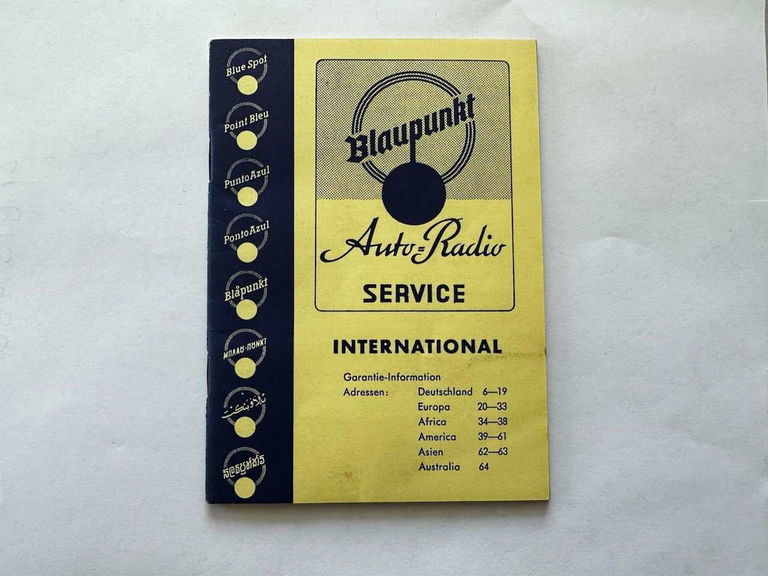 Blue Spot
Point Bleu
Punto Azul
Ponto Azul
Blåpunkt
Blaupunkt
Auto=Radio
SERVICE
INTERNATIONAL
Garantie-Information
Adressen: Deutschland 6—19
Europa 20—33
Africa 34—38
America 39—61
Asien 62—63
Australia 64